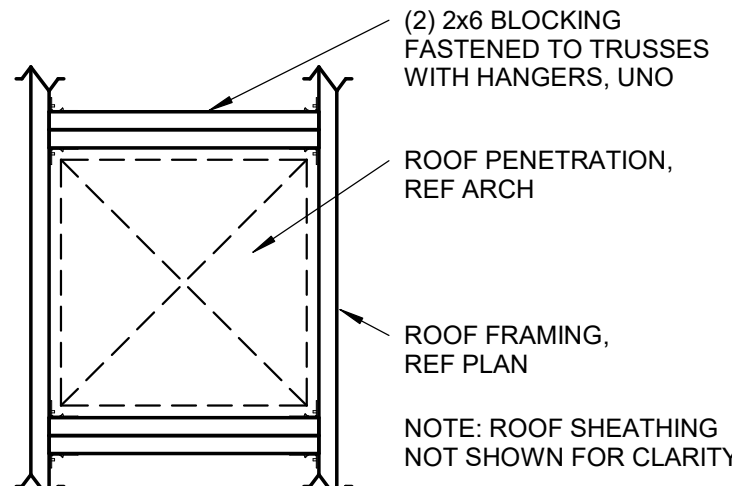 (2) 2x6 BLOCKING
FASTENED TO TRUSSES
WITH HANGERS, UNO
ROOF PENETRATION,
REF ARCH
ROOF FRAMING,
REF PLAN
NOTE: ROOF SHEATHING
NOT SHOWN FOR CLARITY